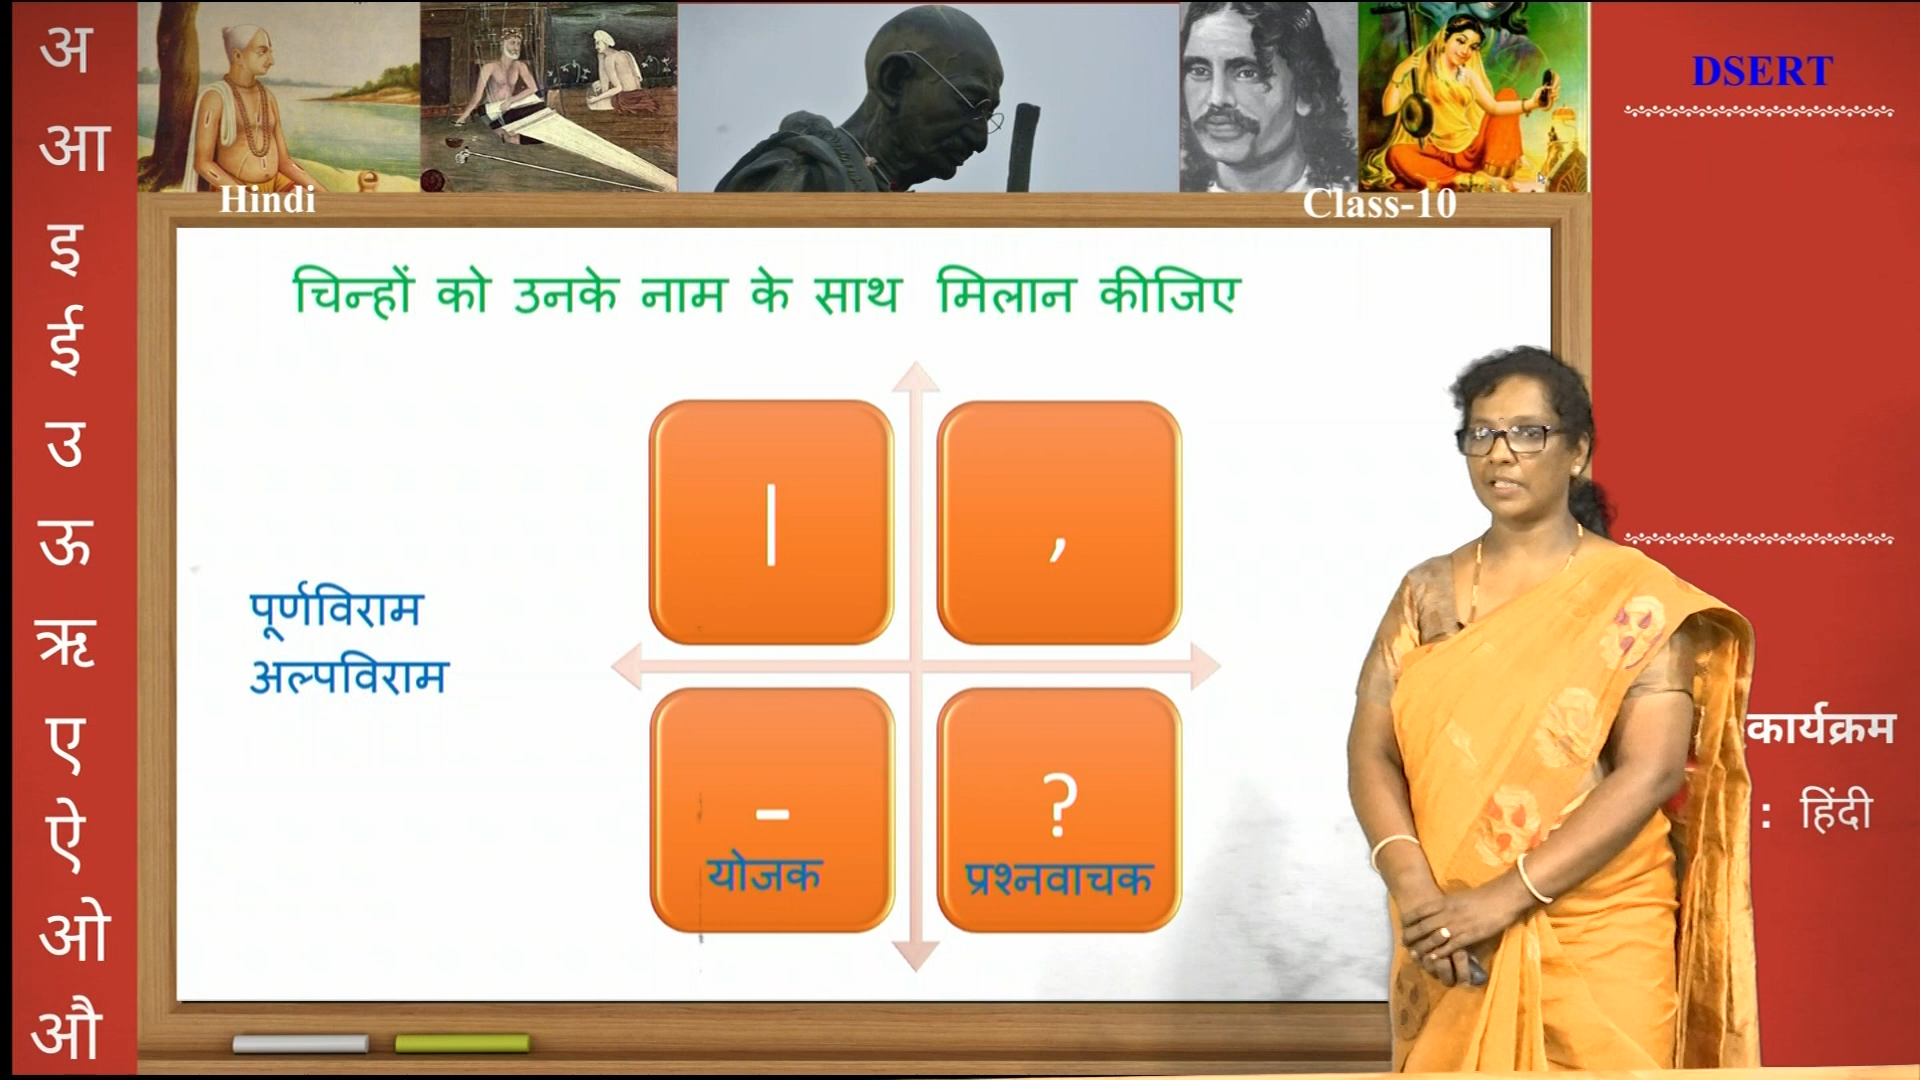 अ
आ
इ
ई
उ
ऊ
ऋ
ए
ऐ
ओ
औ
Hindi
Class-10
DSERT
चिन्हों को उनके नाम के साथ मिलान कीजिए
|
,
पूर्णविराम
अल्पविराम
-
?
योजक
प्रश्नवाचक
कार्यक्रम
: हिंदी